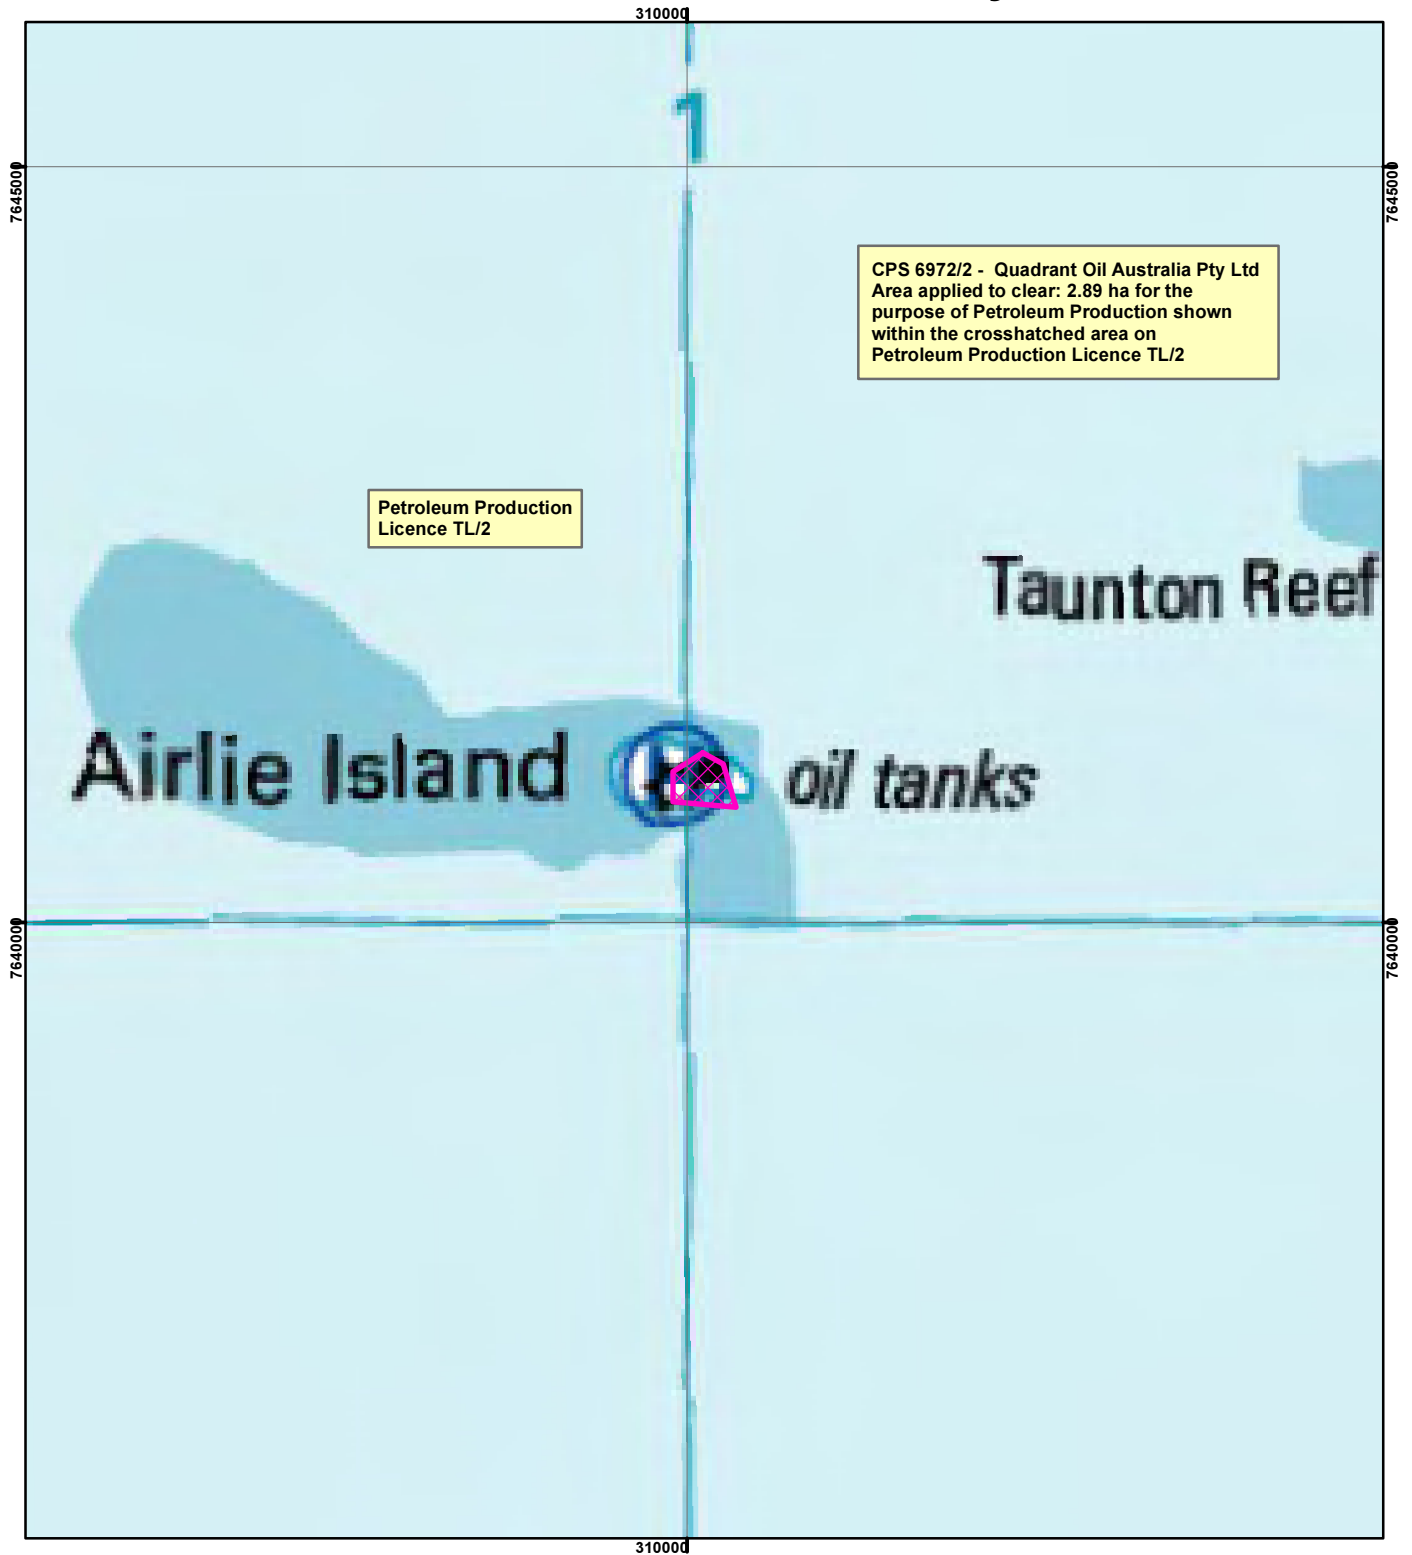 310000
1
7645000
7645000
CPS 6972/2 - Quadrant Oil Australia Pty Ltd
Area applied to clear: 2.89 ha for the
purpose of Petroleum Production shown
within the crosshatched area on
Petroleum Production Licence TL/2
Petroleum Production
Licence TL/2
Taunton Reef
Airlie Island
oil tanks
7640000
7640000
310000